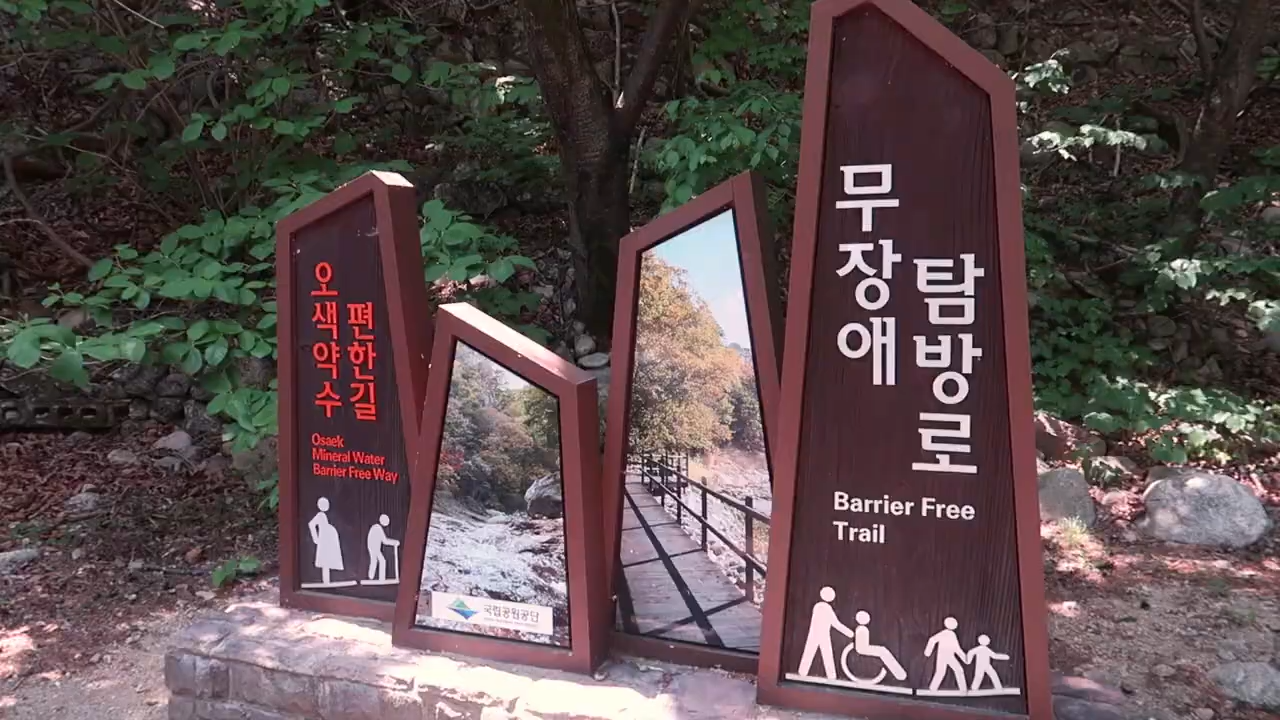 오색약수
편한길
Osaek
Mineral Water
Barrier Free Way
국립공원공단
무장애
탐방로
Barrier Free
Trail